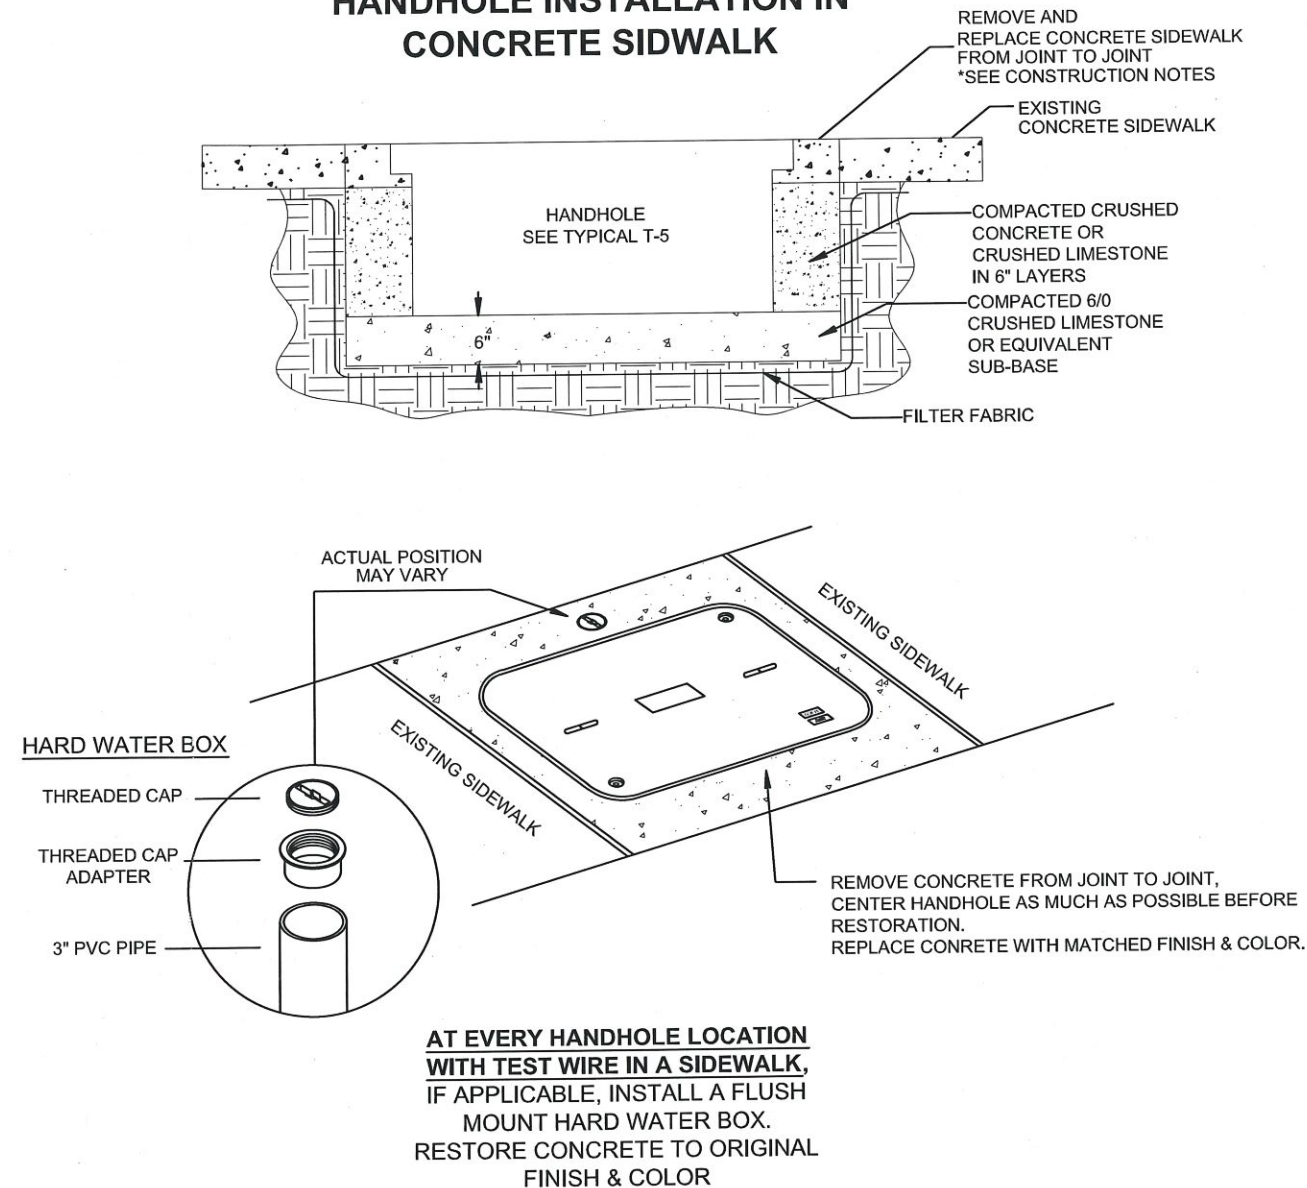 HANDHOLE INSTALLATION IN
CONCRETE SIDWALK
REMOVE AND
REPLACE CONCRETE SIDEWALK
FROM JOINT TO JOINT
*SEE CONSTRUCTION NOTES
EXISTING
CONCRETE SIDEWALK
HANDHOLE
SEE TYPICAL T-5
COMPACTED CRUSHED
CONCRETE OR
CRUSHED LIMESTONE
IN 6" LAYERS
COMPACTED 6/0
CRUSHED LIMESTONE
OR EQUIVALENT
SUB-BASE
6"
FILTER FABRIC
ACTUAL POSITION
MAY VARY
EXISTING SIDEWALK
EXISTING SIDEWALK
HARD WATER BOX
THREADED CAP
THREADED CAP
ADAPTER
3" PVC PIPE
REMOVE CONCRETE FROM JOINT TO JOINT,
CENTER HANDHOLE AS MUCH AS POSSIBLE BEFORE
RESTORATION.
REPLACE CONRETE WITH MATCHED FINISH & COLOR.
AT EVERY HANDHOLE LOCATION
WITH TEST WIRE IN A SIDEWALK,
IF APPLICABLE, INSTALL A FLUSH
MOUNT HARD WATER BOX.
RESTORE CONCRETE TO ORIGINAL
FINISH & COLOR